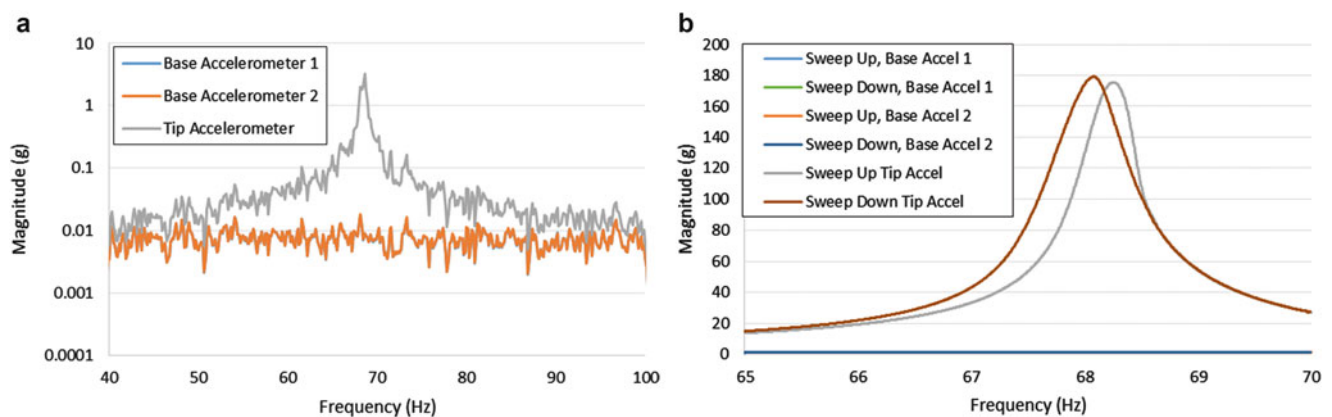 a
10
1
0.1
0.01
0.001
0.0001
Magnitude (g)
Base Accelerometer 1
Base Accelerometer 2
Tip Accelerometer
40 50 60 70 80 90 100
Frequency (Hz)
b
200
180
160
140
120
100
80
60
40
20
0
Magnitude (g)
Sweep Up, Base Accel 1
Sweep Down, Base Accel 1
Sweep Up, Base Accel 2
Sweep Down, Base Accel 2
Sweep Up Tip Accel
Sweep Down Tip Accel
65 66 67 68 69 70
Frequency (Hz)